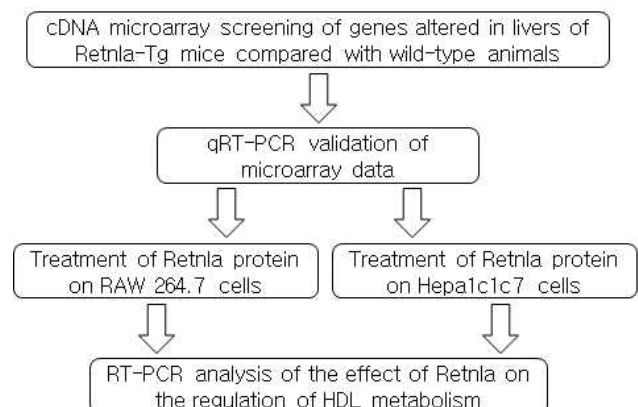 cDNA microarray screening of genes altered in livers of
Retnla-Tg mice compared with wild-type animals
qRT-PCR validation of
microarray data
Treatment of Retnla protein
on RAW 264.7 cells
Treatment of Retnla protein
on Hepa1c1c7 cells
RT-PCR analysis of the effect of Retnla on
the regulation of HDL metabolism